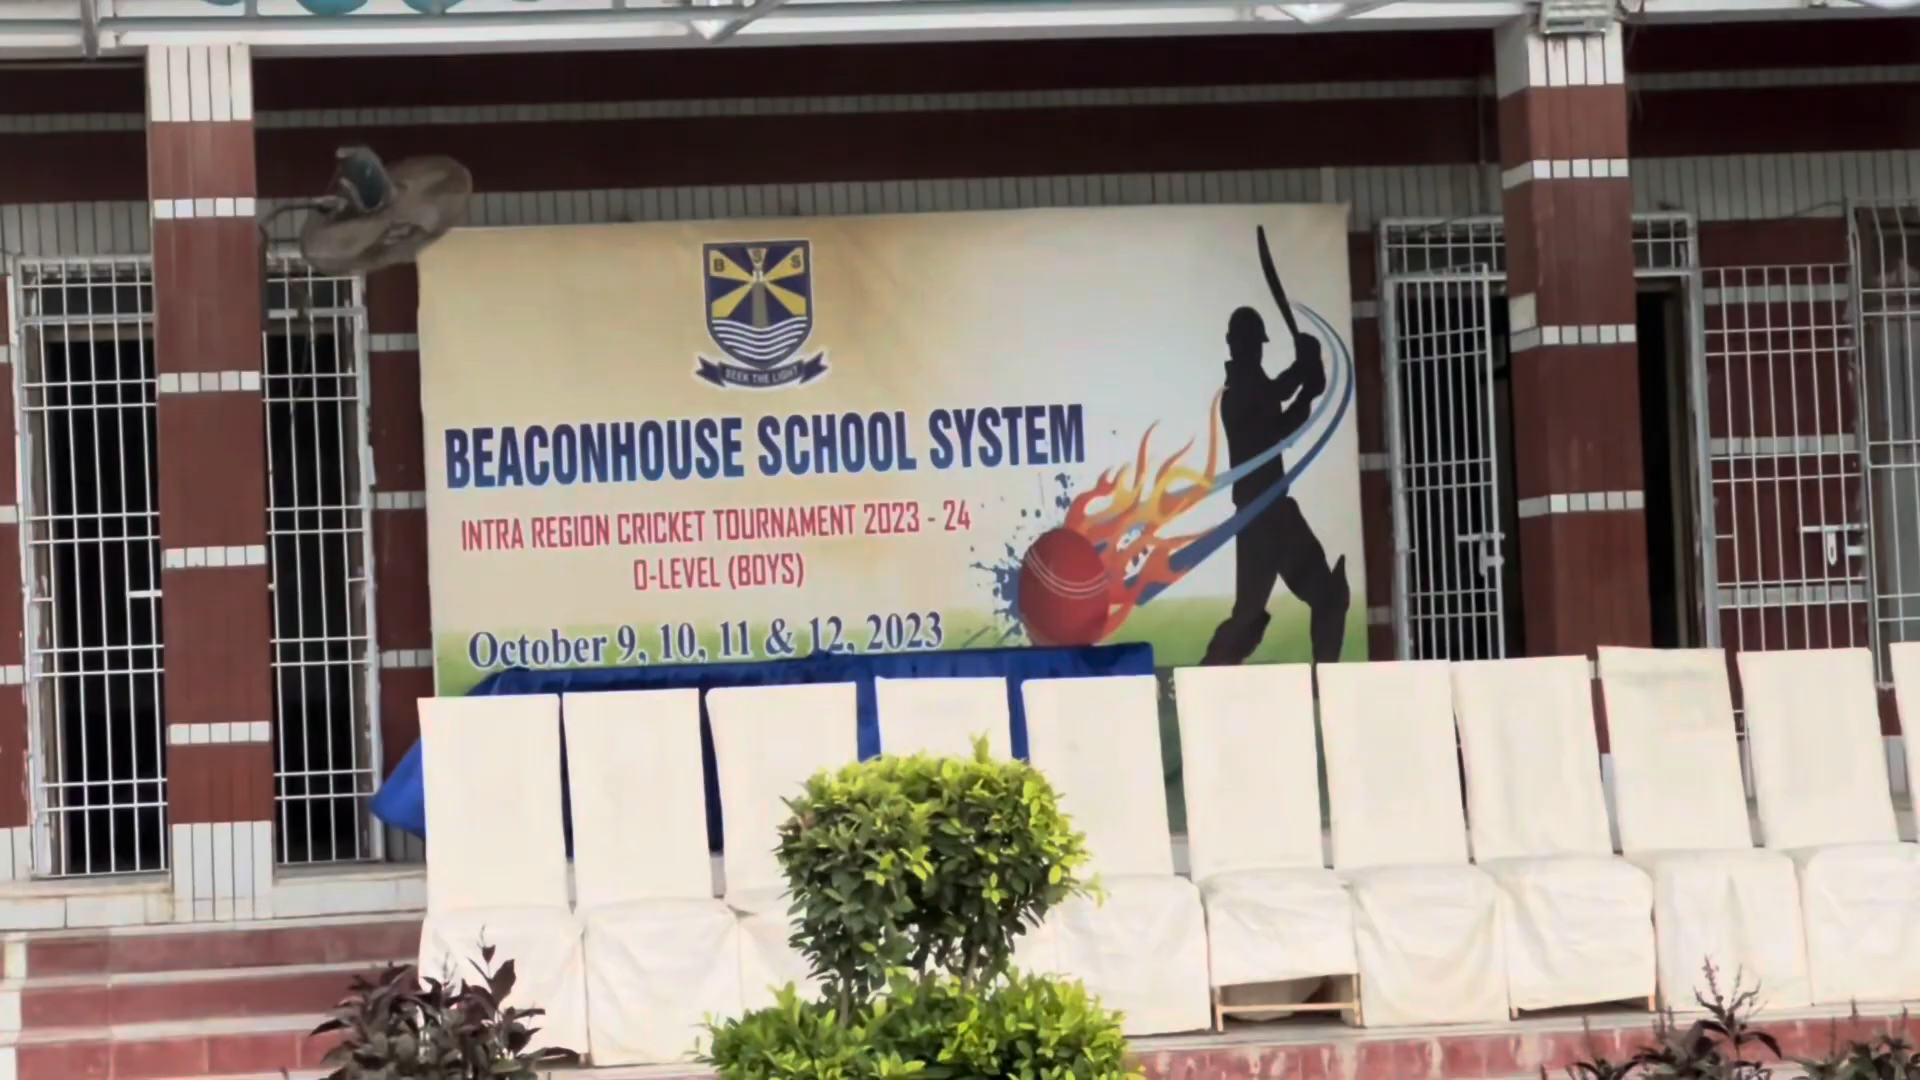 B S S
SEEK THE LIGHT
BEACONHOUSE SCHOOL SYSTEM
INTRA REGION CRICKET TOURNAMENT 2023 - 24
O-LEVEL (BOYS)
October 9, 10, 11 & 12, 2023